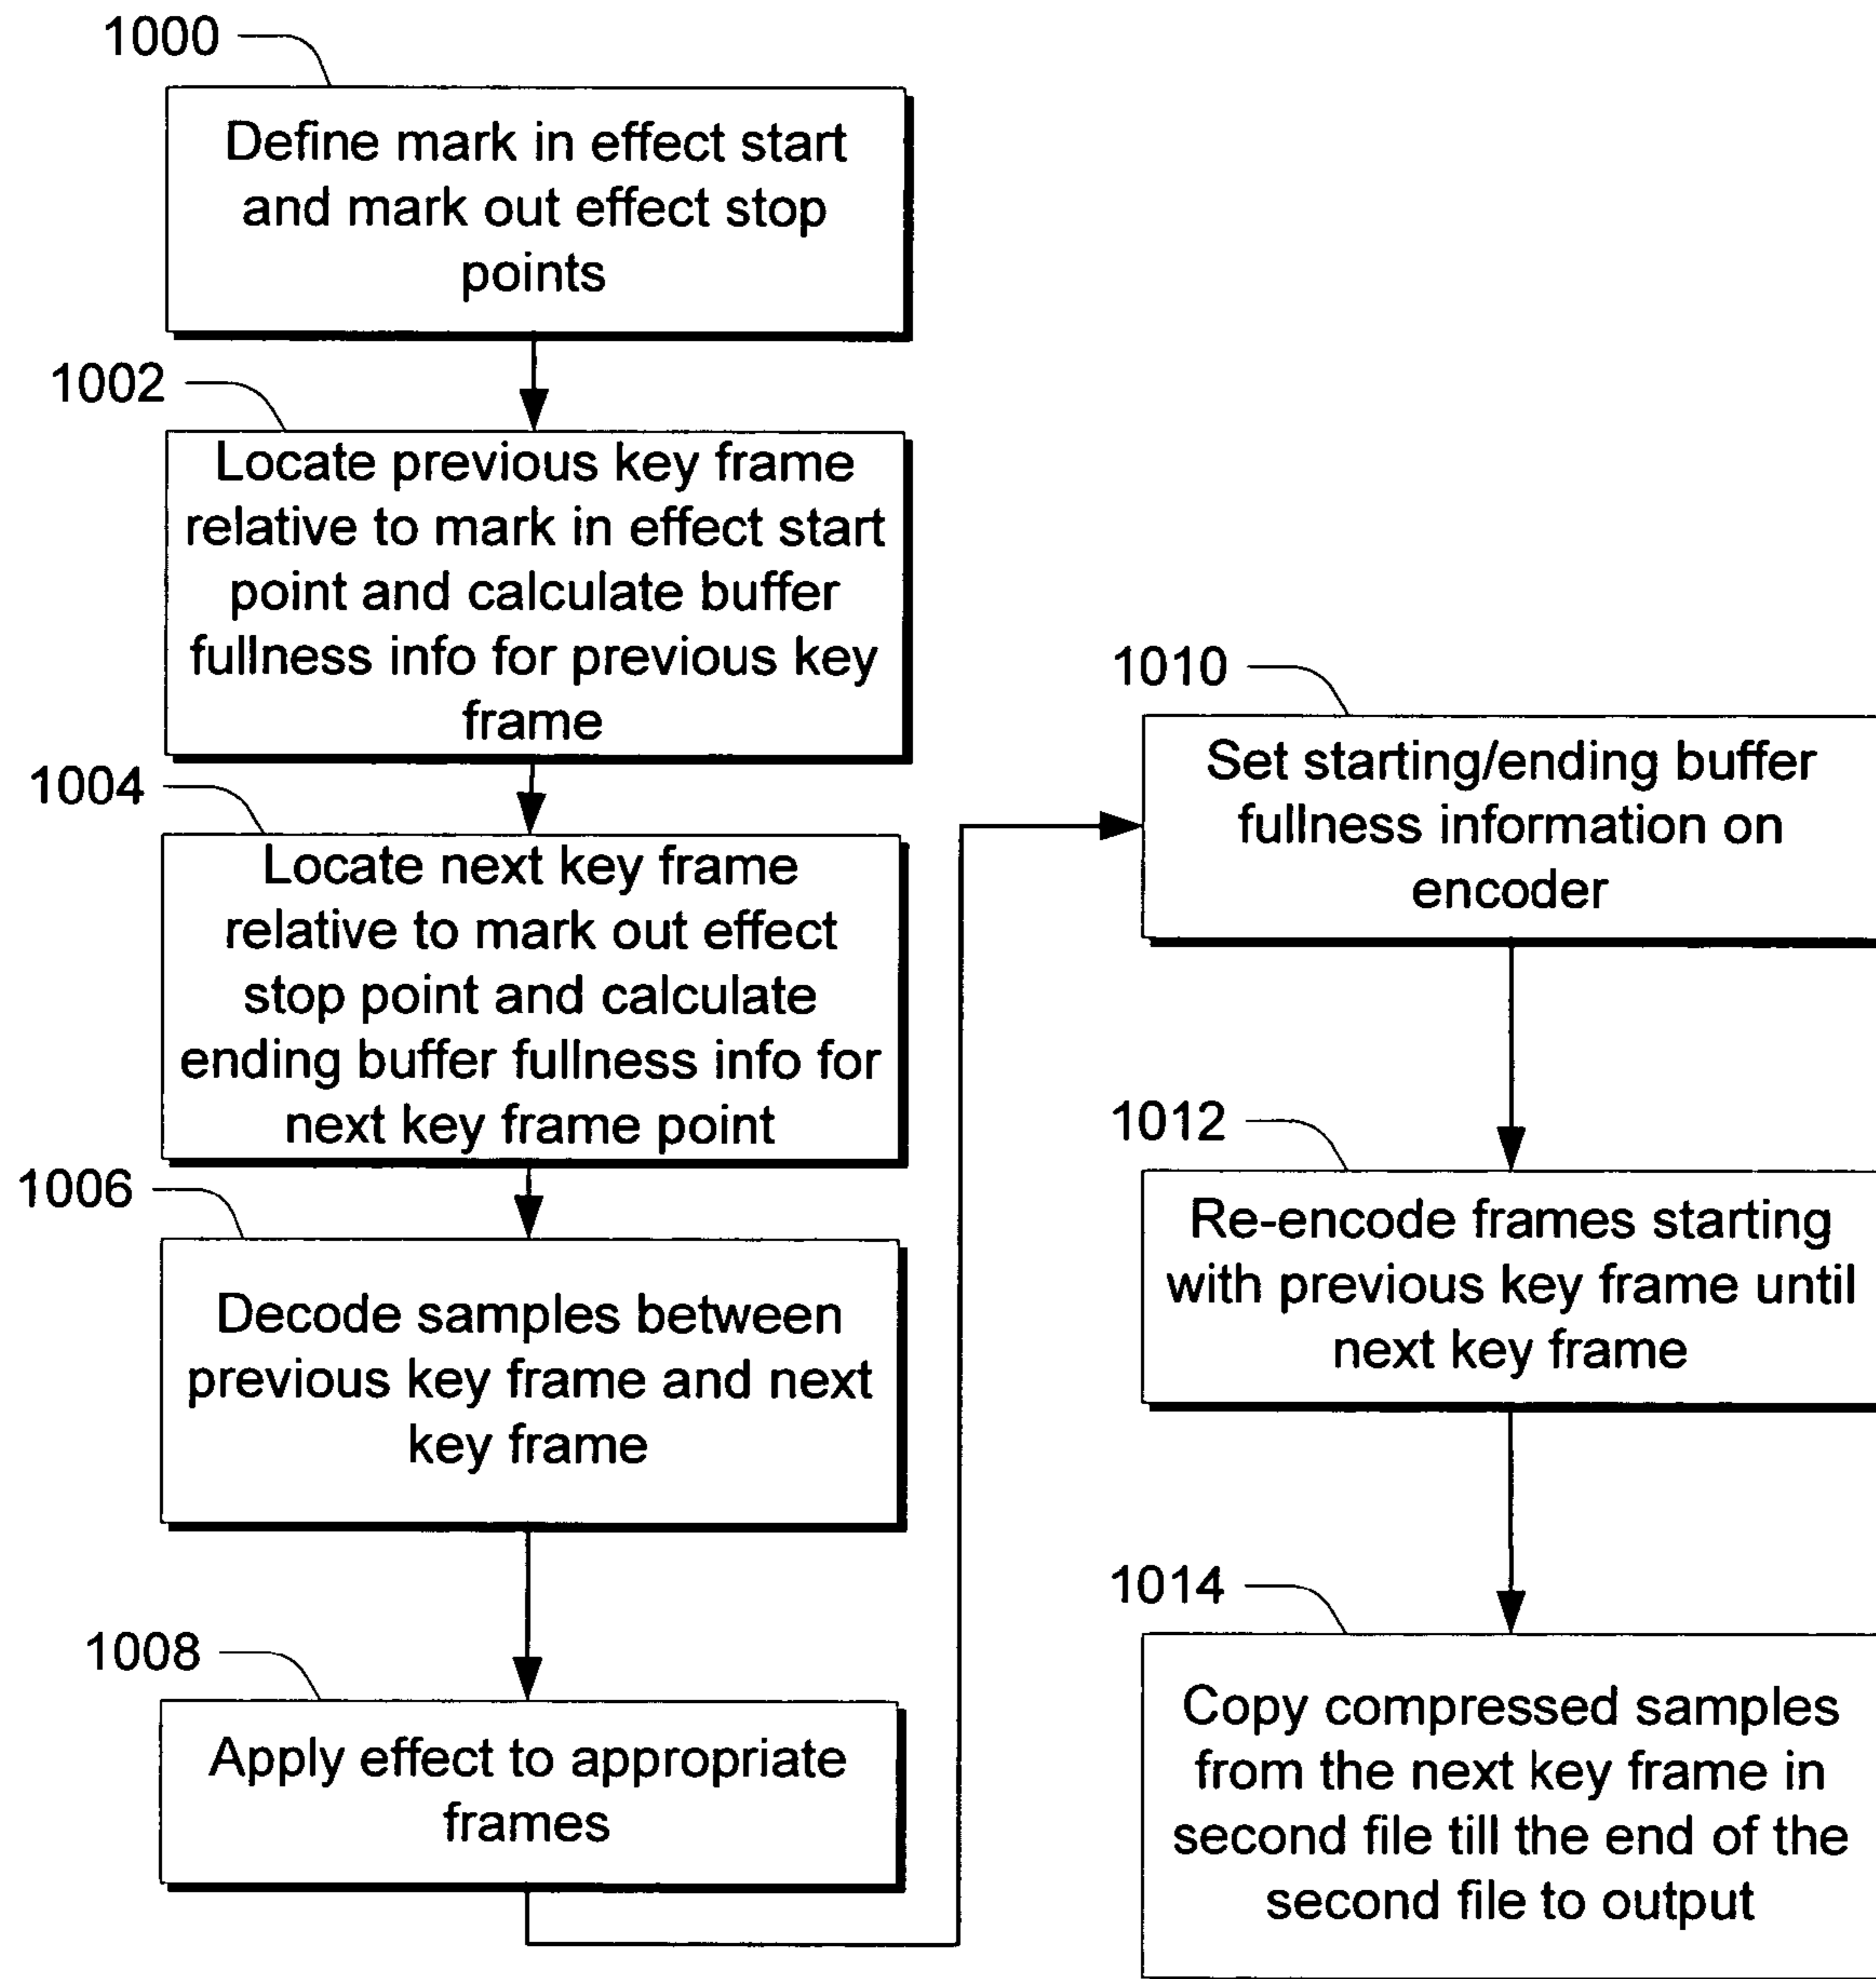 1000
Define mark in effect start
and mark out effect stop
points
1002
Locate previous key frame
relative to mark in effect start
point and calculate buffer
fullness info for previous key
frame
1004
Locate next key frame
relative to mark out effect
stop point and calculate
ending buffer fullness info for
next key frame point
1006
Decode samples between
previous key frame and next
key frame
1008
Apply effect to appropriate
frames
1010
Set starting/ending buffer
fullness information on
encoder
1012
Re-encode frames starting
with previous key frame until
next key frame
1014
Copy compressed samples
from the next key frame in
second file till the end of the
second file to output